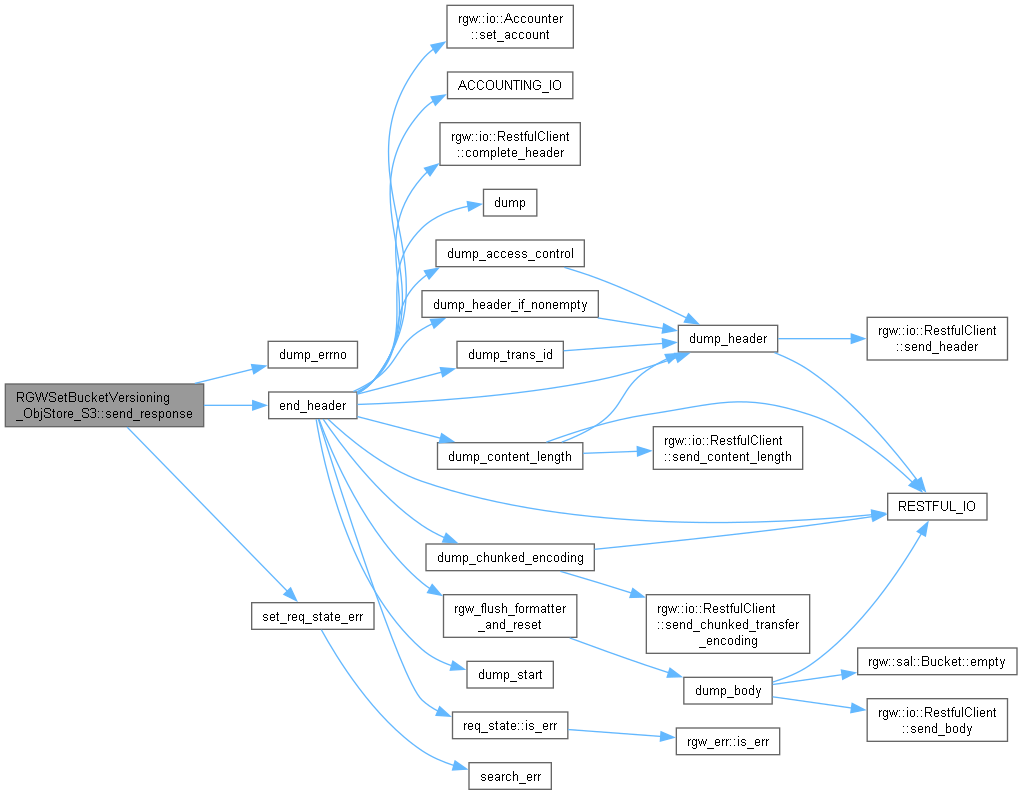 rgw::io::Accounter
::set_account
ACCOUNTING_IO
rgw::io::RestfulClient
::complete_header
dump
dump_access_control
dump_header_if_nonempty
dump_header
rgw::io::RestfulClient
::send_header
dump_errno
dump_trans_id
RGWSetBucketVersioning
_ObjStore_S3::send_response
end_header
dump_content_length
rgw::io::RestfulClient
::send_content_length
RESTFUL_IO
dump_chunked_encoding
set_req_state_err
rgw_flush_formatter
_and_reset
rgw::io::RestfulClient
::send_chunked_transfer
_encoding
dump_start
dump_body
rgw::sal::Bucket::empty
req_state::is_err
rgw_err::is_err
rgw::io::RestfulClient
::send_body
search_err